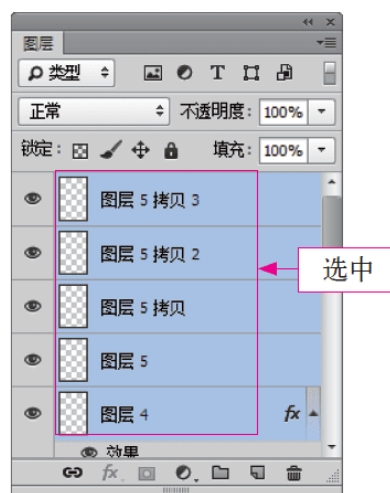 图层
类型 T
正常 不透明度: 100%
锁定: 填充: 100%
图层 5 拷贝 3
图层 5 拷贝 2
选中
图层 5 拷贝
图层 5
图层 4 fx
效果
fx